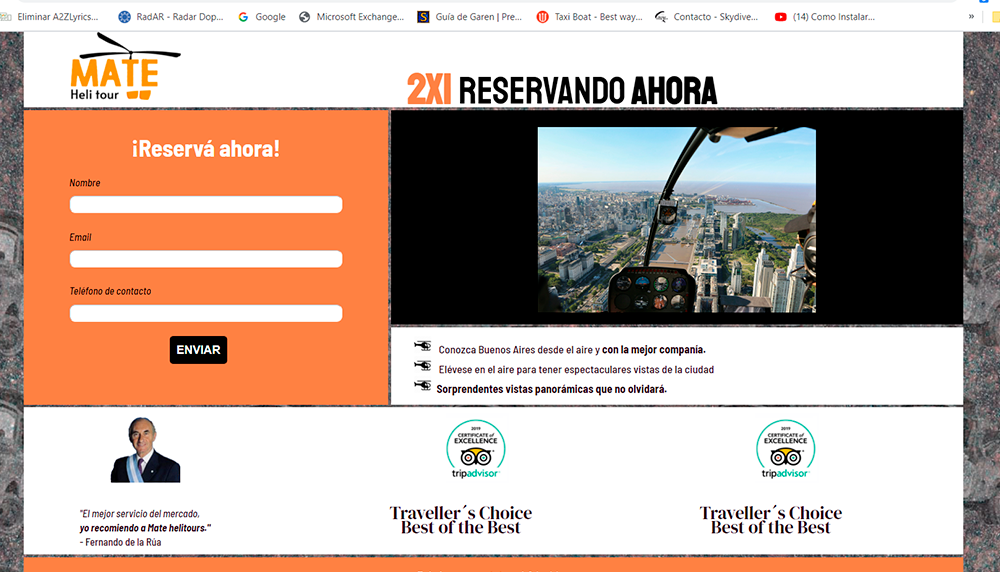 Eliminar A2ZLyrics...
RadAR - Radar Dop...
Google
Microsoft Exchange...
Guía de Garen | Pre...
Taxi Boat - Best way...
Contacto - Skydive...
(14) Como Instalar...
»
MATE
Heli tour
2X1 RESERVANDO AHORA
¡Reservá ahora!
Nombre
Email
Teléfono de contacto
ENVIAR
Conozca Buenos Aires desde el aire y con la mejor compañía.
Elévese en el aire para tener espectaculares vistas de la ciudad
Sorprendentes vistas panorámicas que no olvidará.
"El mejor servicio del mercado,
yo recomiendo a Mate helitours."
- Fernando de la Rúa
2019
CERTIFICATE of
EXCELLENCE
tripadvisor
Traveller´s Choice
Best of the Best
2019
CERTIFICATE of
EXCELLENCE
tripadvisor
Traveller´s Choice
Best of the Best